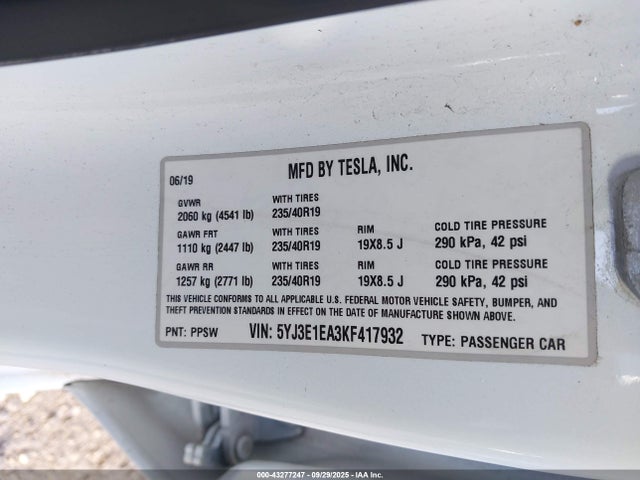 MFD BY TESLA, INC.
06/19
GVWR WITH TIRES
2060 kg (4541 lb) 235/40R19
GAWR FRT WITH TIRES RIM COLD TIRE PRESSURE
1110 kg (2447 lb) 235/40R19 19X8.5 J 290 kPa, 42 psi
GAWR RR WITH TIRES RIM COLD TIRE PRESSURE
1257 kg (2771 lb) 235/40R19 19X8.5 J 290 kPa, 42 psi
THIS VEHICLE CONFORMS TO ALL APPLICABLE U.S. FEDERAL MOTOR VEHICLE SAFETY, BUMPER, AND
THEFT PREVENTION STANDARDS IN EFFECT ON THE DATE OF MANUFACTURE SHOWN ABOVE.
PNT: PPSW VIN: 5YJ3E1EA3KF417932 TYPE: PASSENGER CAR
000-43277247 - 09/29/2025 - IAA Inc.